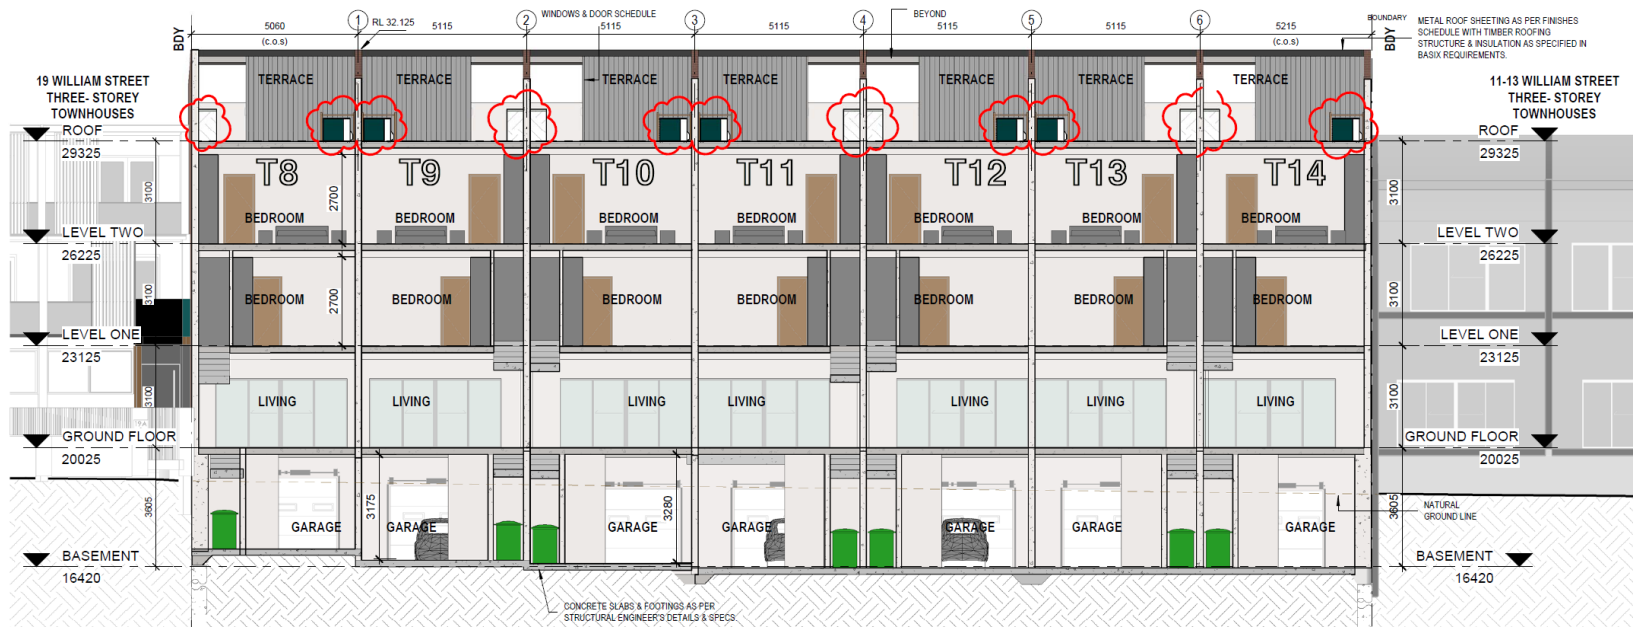 5060
1
RL 32.125
5115
2
WINDOWS & DOOR SCHEDULE
5115
3
5115
4
BEYOND
5115
5
5115
6
5215
BOUNDARY
METAL ROOF SHEETING AS PER FINISHES
SCHEDULE WITH TIMBER ROOFING
STRUCTURE & INSULATION AS SPECIFIED IN
BASIX REQUIREMENTS.
BDY
(c.o.s)
(c.o.s)
BDY
19 WILLIAM STREET
THREE- STOREY
TOWNHOUSES
11-13 WILLIAM STREET
THREE- STOREY
TOWNHOUSES
TERRACE
TERRACE
TERRACE
TERRACE
TERRACE
TERRACE
TERRACE
ROOF
29325
ROOF
29325
T8
T9
T10
T11
T12
T13
T14
3100
2700
3100
BEDROOM
BEDROOM
BEDROOM
BEDROOM
BEDROOM
BEDROOM
BEDROOM
LEVEL TWO
26225
LEVEL TWO
26225
3100
2700
3100
BEDROOM
BEDROOM
BEDROOM
BEDROOM
BEDROOM
BEDROOM
BEDROOM
LEVEL ONE
23125
LEVEL ONE
23125
3100
3100
LIVING
LIVING
LIVING
LIVING
LIVING
LIVING
LIVING
GROUND FLOOR
20025
GROUND FLOOR
20025
3605
3175
3280
3605
GARAGE
GARAGE
GARAGE
GARAGE
GARAGE
GARAGE
GARAGE
NATURAL
GROUND LINE
BASEMENT
16420
BASEMENT
16420
CONCRETE SLABS & FOOTINGS AS PER
STRUCTURAL ENGINEER'S DETAILS & SPECS.